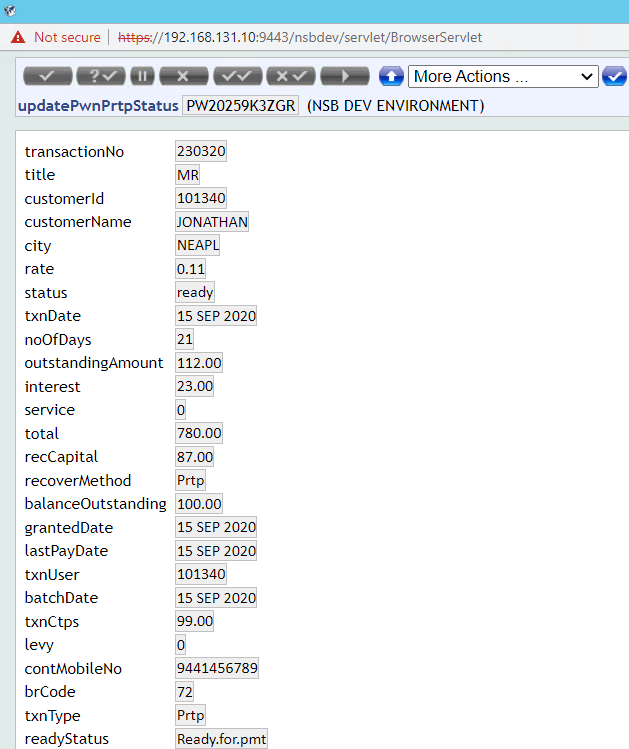 Not secure | https://192.168.131.10:9443/nsbdev/servlet/BrowserServlet
More Actions ...
updatePwnPrtpStatus PW20259K3ZGR (NSB DEV ENVIRONMENT)
transactionNo 230320
title MR
customerId 101340
customerName JONATHAN
city NEAPL
rate 0.11
status ready
txnDate 15 SEP 2020
noOfDays 21
outstandingAmount 112.00
interest 23.00
service 0
total 780.00
recCapital 87.00
recoverMethod Prtp
balanceOutstanding 100.00
grantedDate 15 SEP 2020
lastPayDate 15 SEP 2020
txnUser 101340
batchDate 15 SEP 2020
txnCtps 99.00
levy 0
contMobileNo 9441456789
brCode 72
txnType Prtp
readyStatus Ready.for.pmt